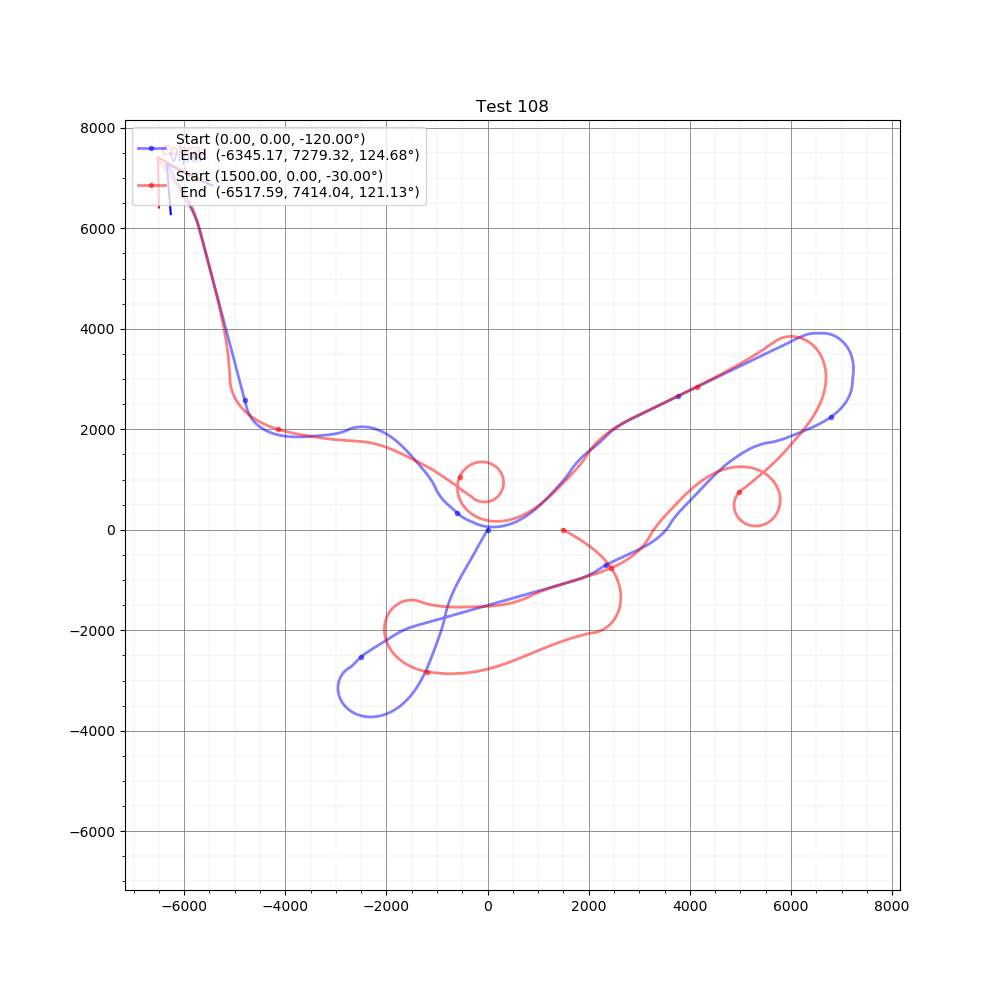 Test 108
Start (0.00, 0.00, -120.00°)
End (-6345.17, 7279.32, 124.68°)
Start (1500.00, 0.00, -30.00°)
End (-6517.59, 7414.04, 121.13°)
8000
6000
4000
2000
0
−2000
−4000
−6000
−6000 −4000 −2000 0 2000 4000 6000 8000